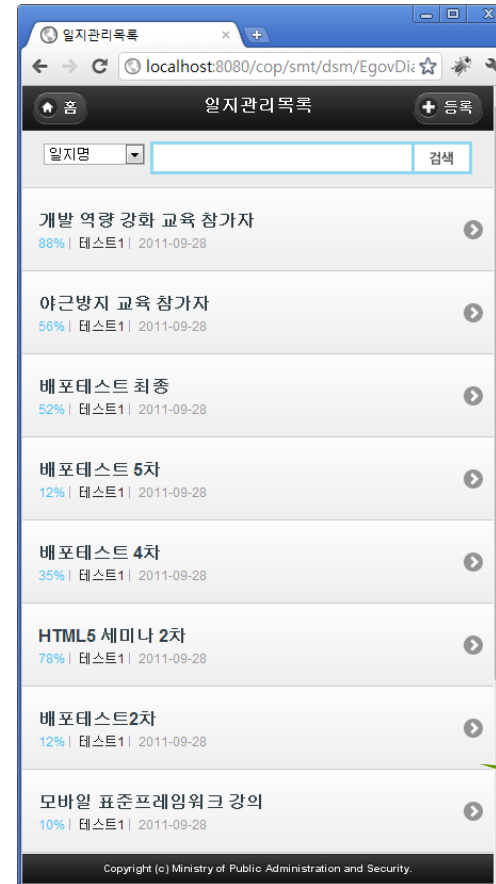 일지관리목록
localhost:8080/cop/smt/dsm/EgovDia
홈
일지관리목록
등록
일지명
검색
개발 역량 강화 교육 참가자
88% | 테스트1 | 2011-09-28
야근방지 교육 참가자
56% | 테스트1 | 2011-09-28
배포테스트 최종
52% | 테스트1 | 2011-09-28
배포테스트 5차
12% | 테스트1 | 2011-09-28
배포테스트 4차
35% | 테스트1 | 2011-09-28
HTML5 세미나 2차
78% | 테스트1 | 2011-09-28
배포테스트2차
12% | 테스트1 | 2011-09-28
모바일 표준프레임워크 강의
10% | 테스트1 | 2011-09-28
Copyright (c) Ministry of Public Administration and Security.